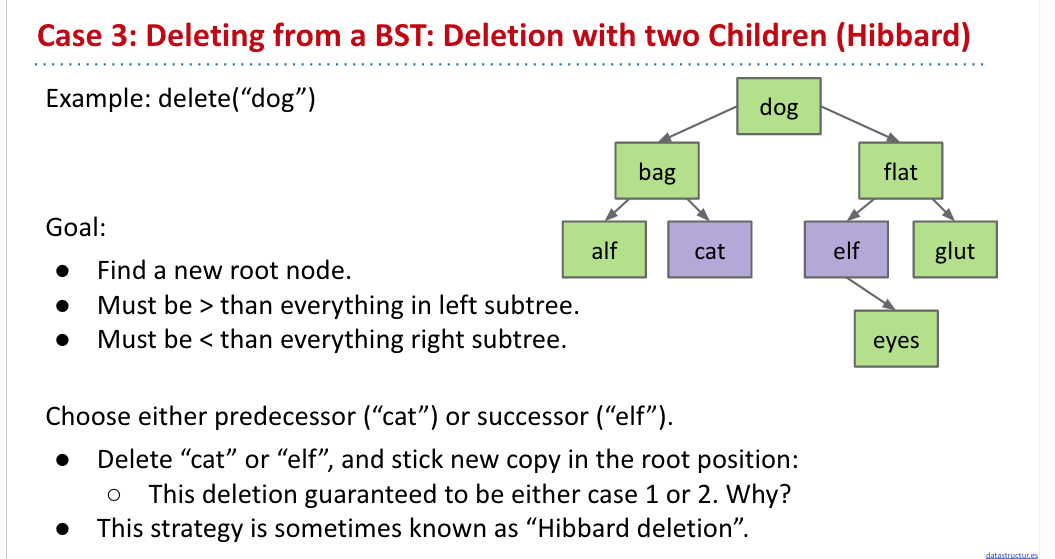 Case 3: Deleting from a BST: Deletion with two Children (Hibbard)
Example: delete(“dog”)
dog
bag
flat
alf
cat
elf
glut
eyes
Goal:
● Find a new root node.
● Must be > than everything in left subtree.
● Must be < than everything right subtree.
Choose either predecessor (“cat”) or successor (“elf”).
● Delete “cat” or “elf”, and stick new copy in the root position:
○ This deletion guaranteed to be either case 1 or 2. Why?
● This strategy is sometimes known as “Hibbard deletion”.
datastructur.es